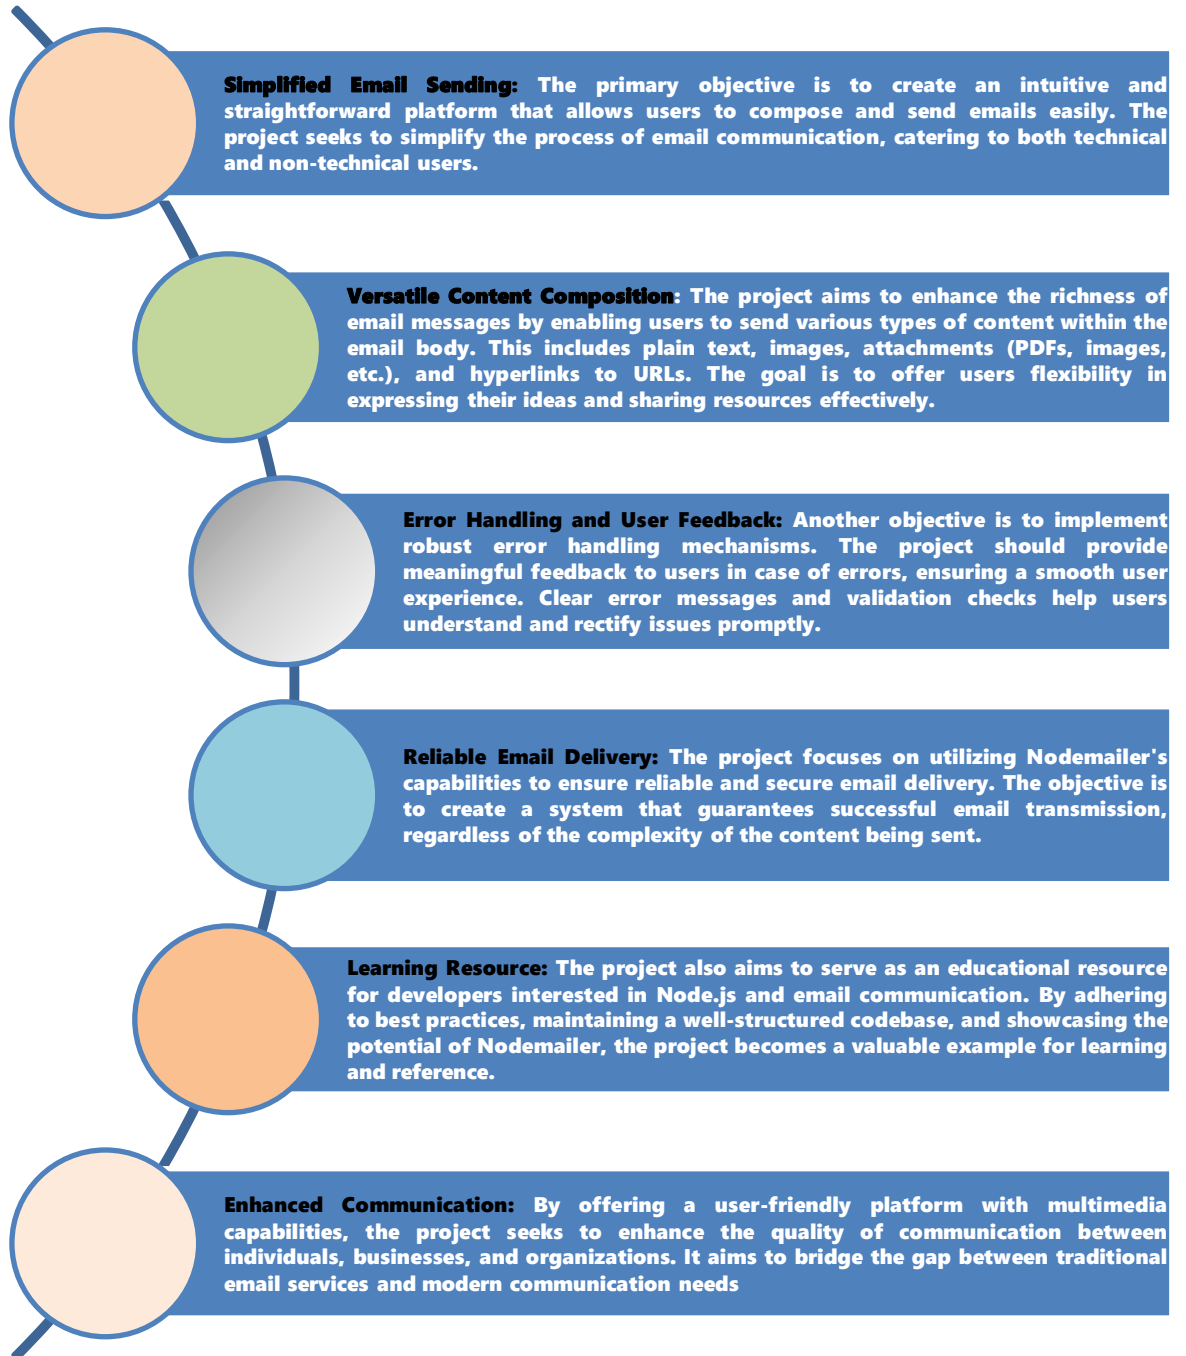 Simplified Email Sending: The primary objective is to create an intuitive and
straightforward platform that allows users to compose and send emails easily. The
project seeks to simplify the process of email communication, catering to both technical
and non-technical users.
Versatile Content Composition: The project aims to enhance the richness of
email messages by enabling users to send various types of content within the
email body. This includes plain text, images, attachments (PDFs, images,
etc.), and hyperlinks to URLs. The goal is to offer users flexibility in
expressing their ideas and sharing resources effectively.
Error Handling and User Feedback: Another objective is to implement
robust error handling mechanisms. The project should provide
meaningful feedback to users in case of errors, ensuring a smooth user
experience. Clear error messages and validation checks help users
understand and rectify issues promptly.
Reliable Email Delivery: The project focuses on utilizing Nodemailer's
capabilities to ensure reliable and secure email delivery. The objective is
to create a system that guarantees successful email transmission,
regardless of the complexity of the content being sent.
Learning Resource: The project also aims to serve as an educational resource
for developers interested in Node.js and email communication. By adhering
to best practices, maintaining a well-structured codebase, and showcasing the
potential of Nodemailer, the project becomes a valuable example for learning
and reference.
Enhanced Communication: By offering a user-friendly platform with multimedia
capabilities, the project seeks to enhance the quality of communication between
individuals, businesses, and organizations. It aims to bridge the gap between traditional
email services and modern communication needs